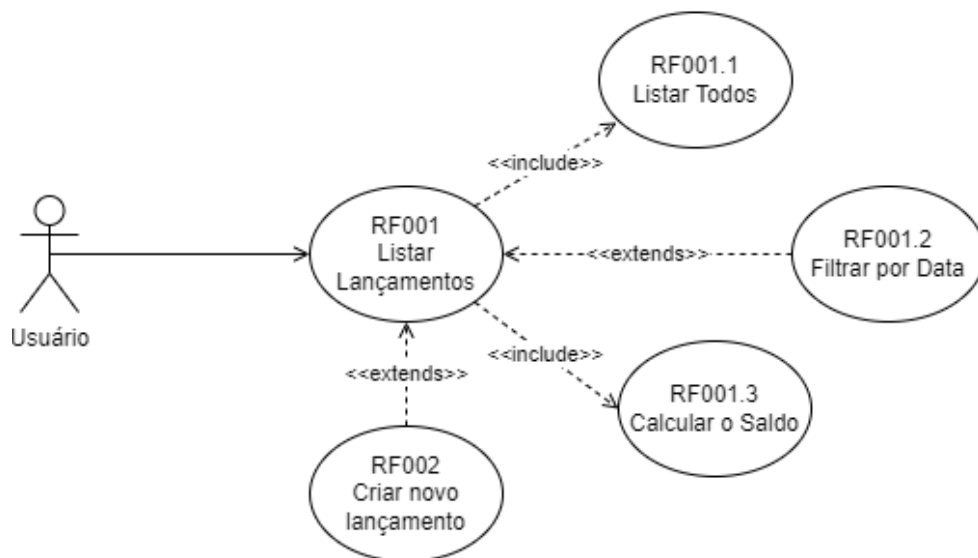 RF001.1
Listar Todos
<<include>>
RF001
Listar
Lançamentos
<<extends>>
RF001.2
Filtrar por Data
Usuário
<<include>>
<<extends>>
RF001.3
Calcular o Saldo
RF002
Criar novo
lançamento